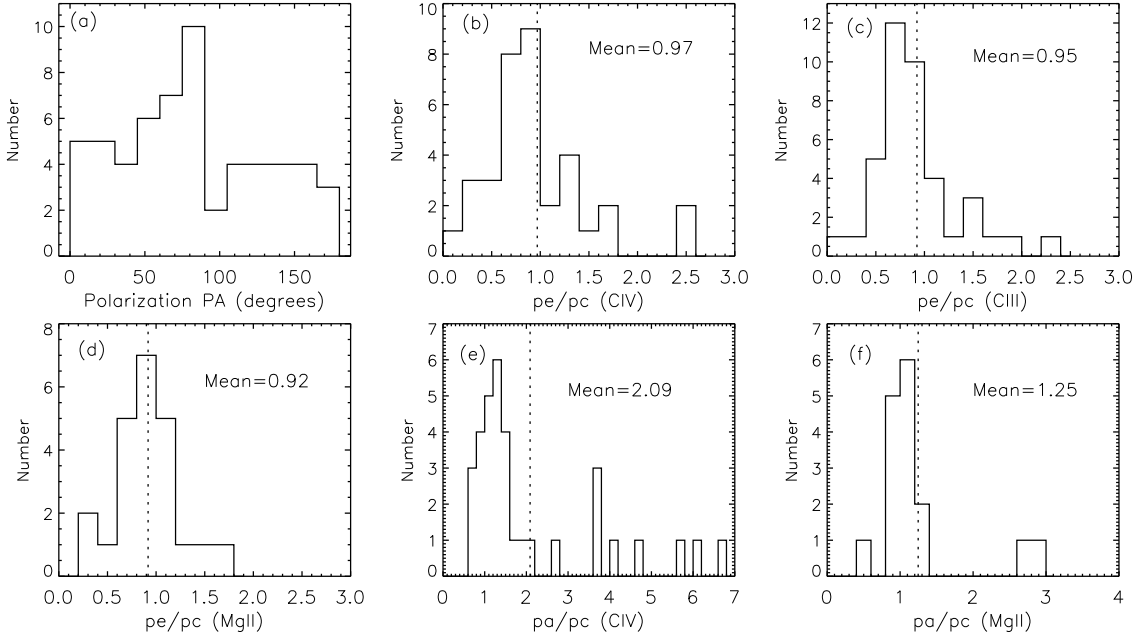 (a)
Number
10
8
6
4
2
0
0 50 100 150
Polarization PA (degrees)
(b)
Mean=0.97
Number
10
8
6
4
2
0
0.0 0.5 1.0 1.5 2.0 2.5 3.0
pe/pc (CIV)
(c)
Mean=0.95
Number
12
10
8
6
4
2
0
0.0 0.5 1.0 1.5 2.0 2.5 3.0
pe/pc (CIII)
(d)
Mean=0.92
Number
8
6
4
2
0
0.0 0.5 1.0 1.5 2.0 2.5 3.0
pe/pc (MgII)
(e)
Mean=2.09
Number
7
6
5
4
3
2
1
0
0 1 2 3 4 5 6 7
pa/pc (CIV)
(f)
Mean=1.25
Number
7
6
5
4
3
2
1
0
0 1 2 3 4
pa/pc (MgII)